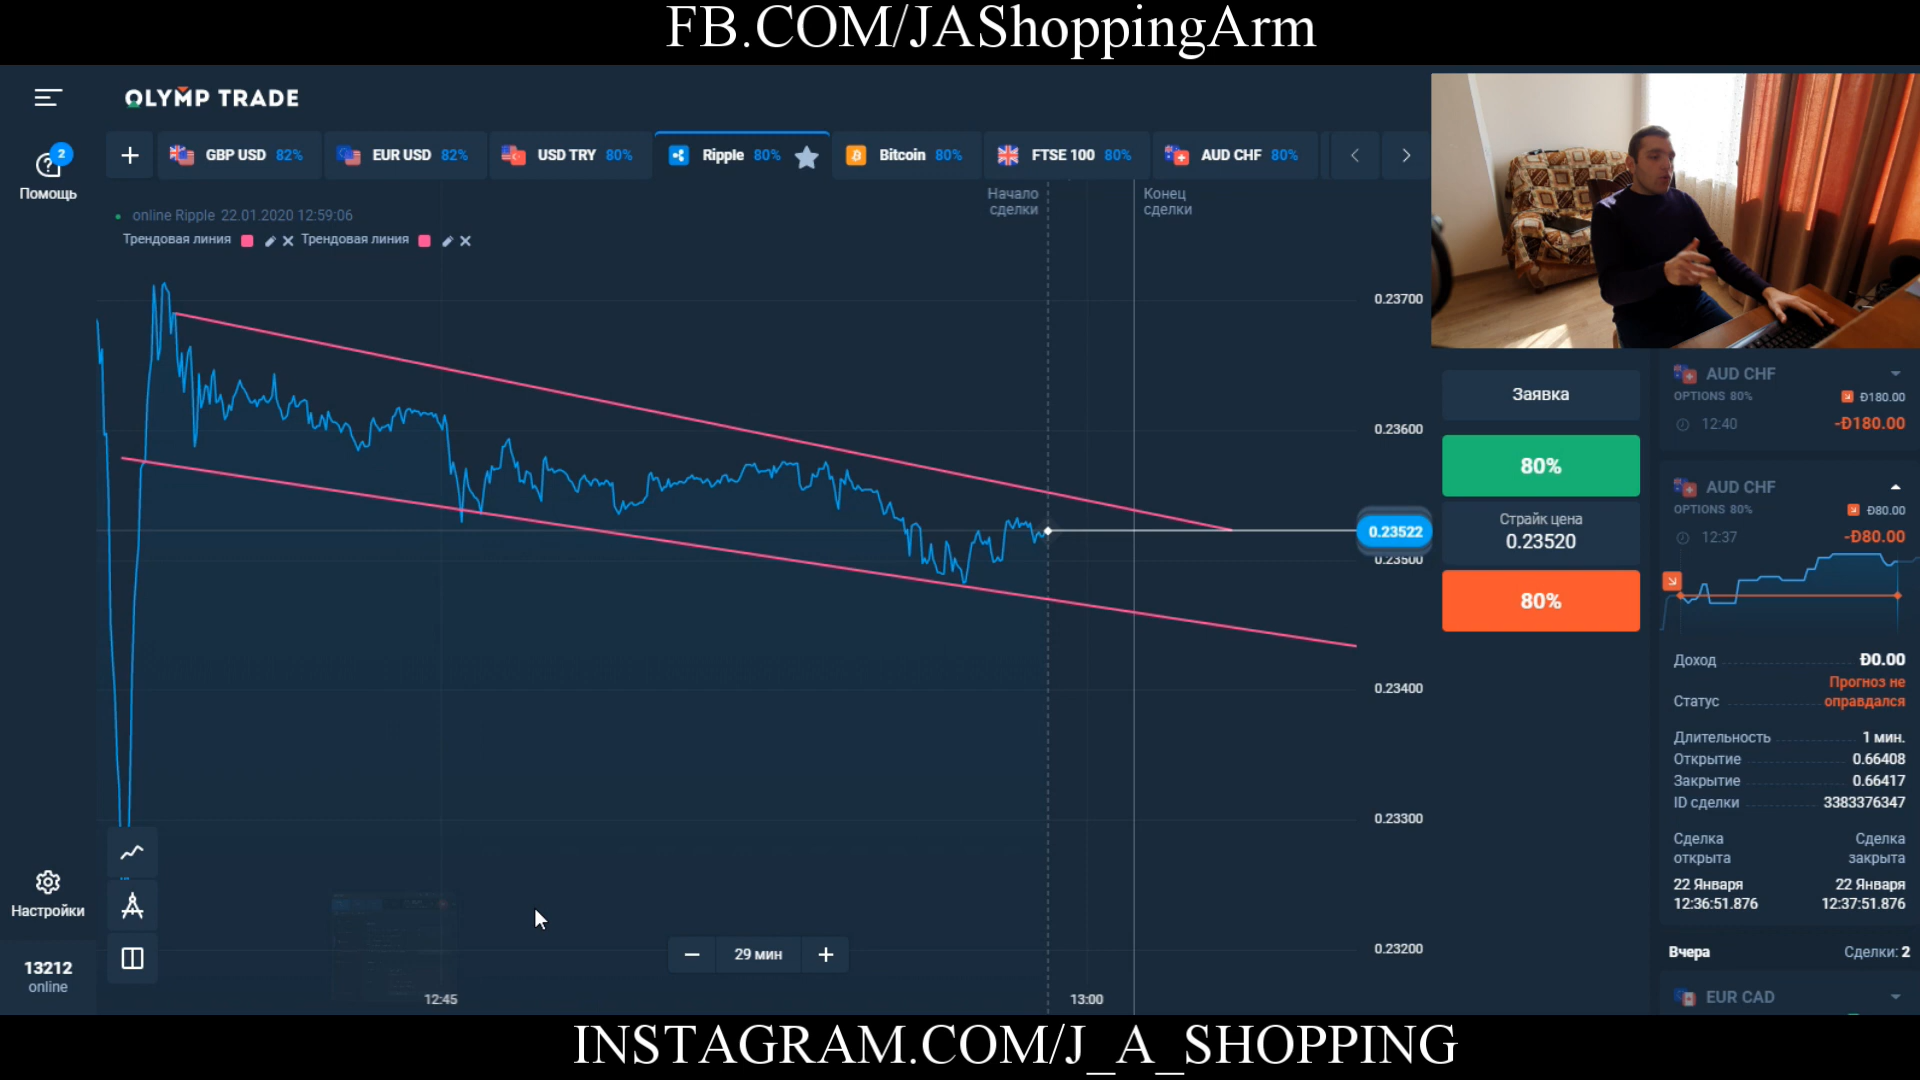 FB.COM/JAShoppingArm
OLYMP TRADE
2
Помощь
+
GBP USD 82%
EUR USD 82%
USD TRY 80%
Ripple 80%
Bitcoin 80%
FTSE 100 80%
AUD CHF 80%
Начало
сделки
Конец
сделки
online Ripple 22.01.2020 12:59:06
Трендовая линия
Трендовая линия
0.23700
0.23600
0.23522
0.23500
0.23400
0.23300
0.23200
Заявка
80%
Страйк цена
0.23520
80%
AUD CHF
OPTIONS 80%
Ð180.00
12:40
-Ð180.00
AUD CHF
OPTIONS 80%
Ð80.00
12:37
-Ð80.00
Доход Ð0.00
Прогноз не
Статус оправдался
Длительность 1 мин.
Открытие 0.66408
Закрытие 0.66417
ID сделки 3383376347
Сделка Сделка
открыта закрыта
22 Января 22 Января
12:36:51.876 12:37:51.876
Вчера Сделки: 2
EUR CAD
Настройки
13212
online
− 29 мин +
12:45
13:00
INSTAGRAM.COM/J_A_SHOPPING